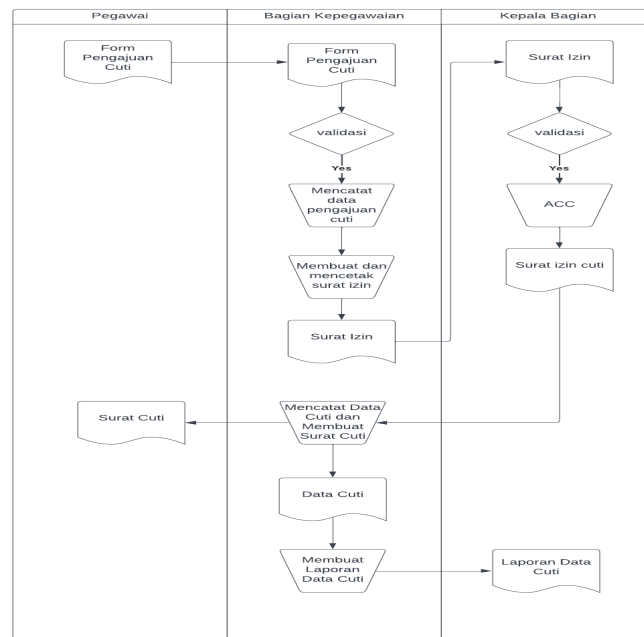 Pegawai
Bagian Kepegawaian
Kepala Bagian
Form
Pengajuan
Cuti
Form
Pengajuan
Cuti
Surat Izin
validasi
validasi
Yes
Yes
Mencatat
data
pengajuan
cuti
ACC
Membuat dan
mencetak
surat izin
Surat izin cuti
Surat Izin
Surat Cuti
Mencatat Data
Cuti dan
Membuat
Surat Cuti
Data Cuti
Membuat
Laporan
Data Cuti
Laporan Data
Cuti